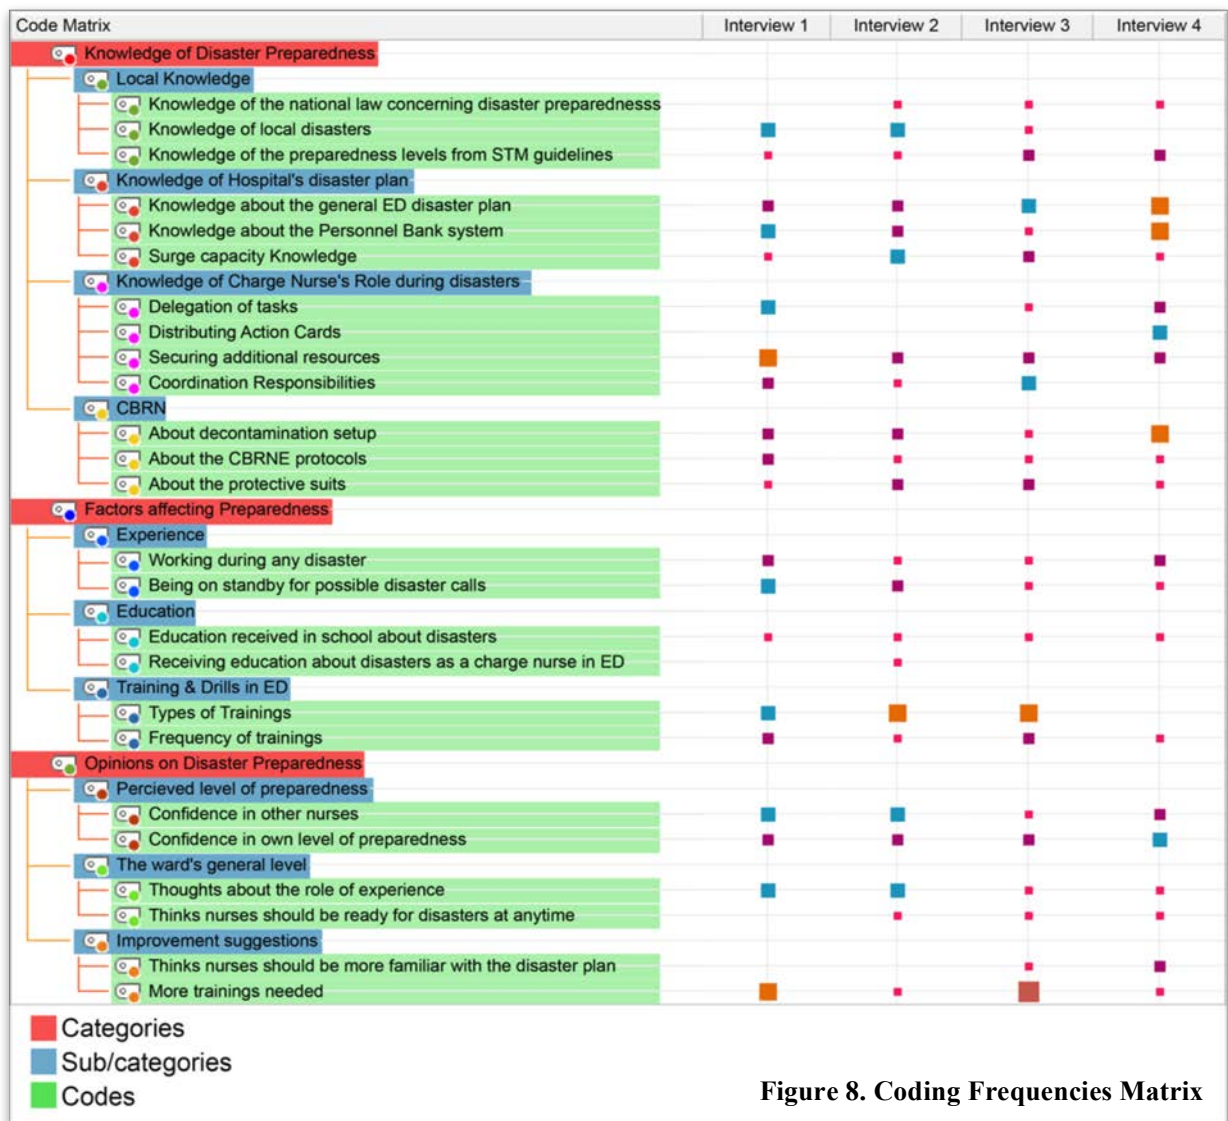 Code Matrix Interview 1 Interview 2 Interview 3 Interview 4
Knowledge of Disaster Preparedness
Local Knowledge
Knowledge of the national law concerning disaster preparednesss
Knowledge of local disasters
Knowledge of the preparedness levels from STM guidelines
Knowledge of Hospital's disaster plan
Knowledge about the general ED disaster plan
Knowledge about the Personnel Bank system
Surge capacity Knowledge
Knowledge of Charge Nurse's Role during disasters
Delegation of tasks
Distributing Action Cards
Securing additional resources
Coordination Responsibilities
CBRN
About decontamination setup
About the CBRNE protocols
About the protective suits
Factors affecting Preparedness
Experience
Working during any disaster
Being on standby for possible disaster calls
Education
Education received in school about disasters
Receiving education about disasters as a charge nurse in ED
Training & Drills in ED
Types of Trainings
Frequency of trainings
Opinions on Disaster Preparedness
Percieved level of preparedness
Confidence in other nurses
Confidence in own level of preparedness
The ward's general level
Thoughts about the role of experience
Thinks nurses should be ready for disasters at anytime
Improvement suggestions
Thinks nurses should be more familiar with the disaster plan
More trainings needed
Categories
Sub/categories
Codes
Figure 8. Coding Frequencies Matrix